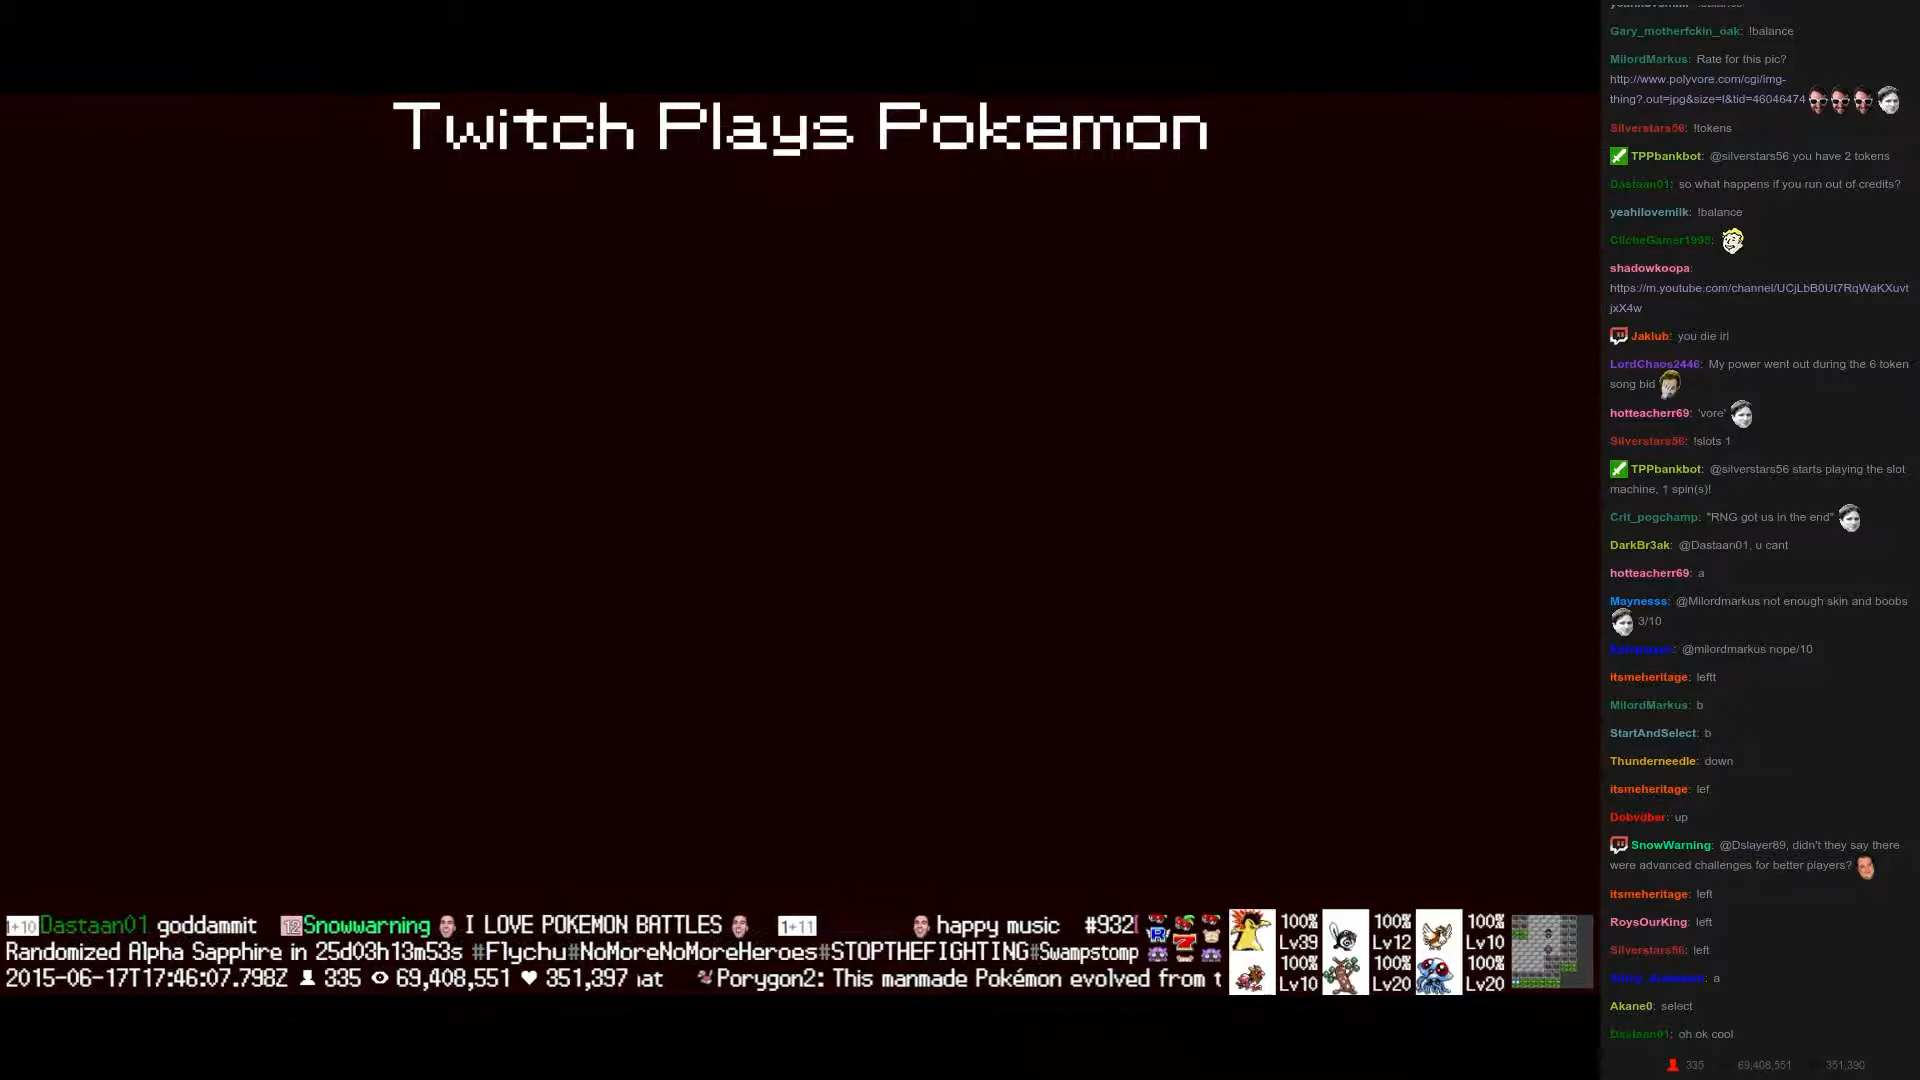 Twitch Plays Pokemon
Gary_motherfckin_oak: !balance
MilordMarkus: Rate for this pic?
http://www.polyvore.com/cgi/img-
thing?.out=jpg&size=l&tid=46046474
Silverstars56: !tokens
TPPbankbot: @silverstars56 you have 2 tokens
Dastaan01: so what happens if you run out of credits?
yeahilovemilk: !balance
ClicheGamer1995:
shadowkoopa:
https://m.youtube.com/channel/UCjLbB0Ut7RqWaKXuvt
jxX4w
Jaklub: you die irl
LordChaos2446: My power went out during the 6 token
song bid
hotteacherr69: 'vore'
Silverstars56: !slots 1
TPPbankbot: @silverstars56 starts playing the slot
machine, 1 spin(s)!
Crit_pogchamp: "RNG got us in the end"
DarkBr3ak: @Dastaan01, u cant
hotteacherr69: a
Maynesss: @Milordmarkus not enough skin and boobs
3/10
@milordmarkus nope/10
itsmeheritage: leftt
MilordMarkus: b
StartAndSelect: b
Thunderneedle: down
itsmeheritage: lef
Dobvdber: up
SnowWarning: @Dslayer89, didn't they say there
were advanced challenges for better players?
itsmeheritage: left
RoysOurKing: left
Silverstars56: left
a
Akane0: select
Dastaan01: oh ok cool
335 69,408,551 351,390
1+10 Dastaan01 goddammit 12 Snowwarning I LOVE POKEMON BATTLES 1+11 happy music #932
Randomized Alpha Sapphire in 25d03h13m53s #Flychu#NoMoreNoMoreHeroes#STOPTHEFIGHTING#Swampstomp
2015-06-17T17:46:07.798Z 335 69,408,551 351,397 Porygon2: This manmade Pokémon evolved from t
100% 100% 100%
Lv39 Lv12 Lv10
100% 100% 100%
Lv10 Lv20 Lv20